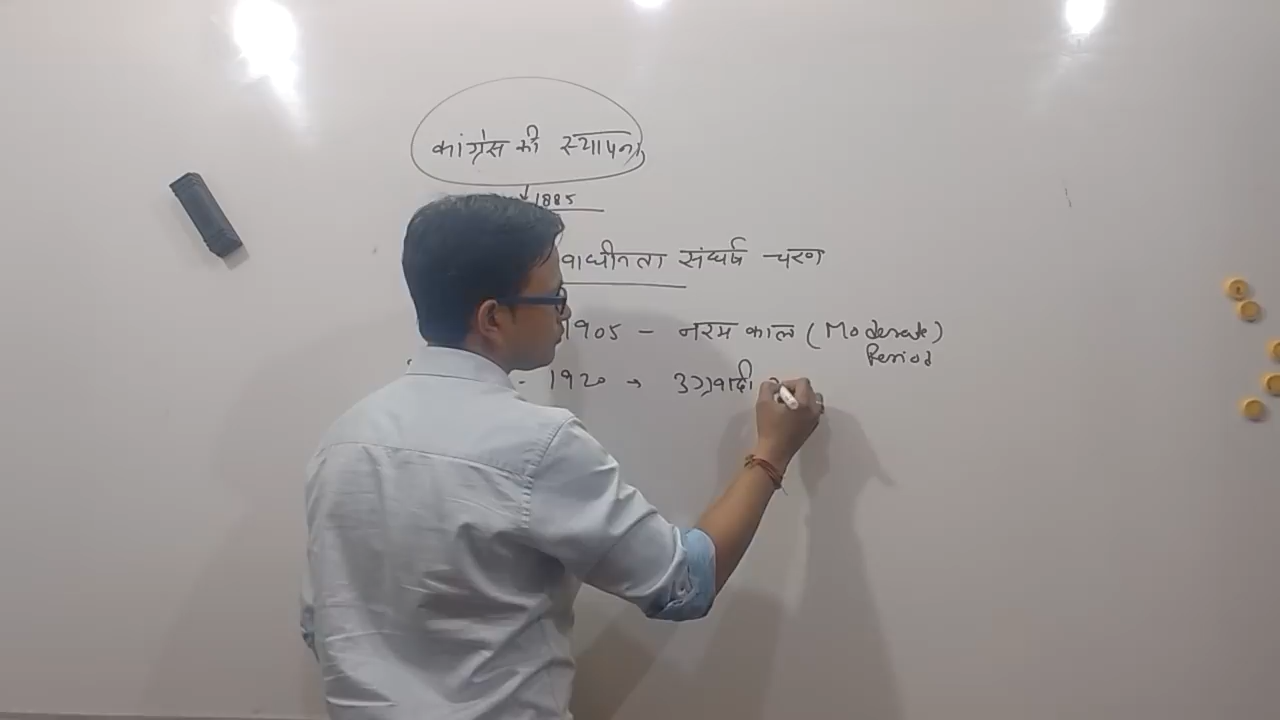 कांग्रेस की स्थापना
1885
वाधीनता संघर्ष चरण
1905 - नरम काल (Moderate)
Period
- 1920 → उग्रवादी